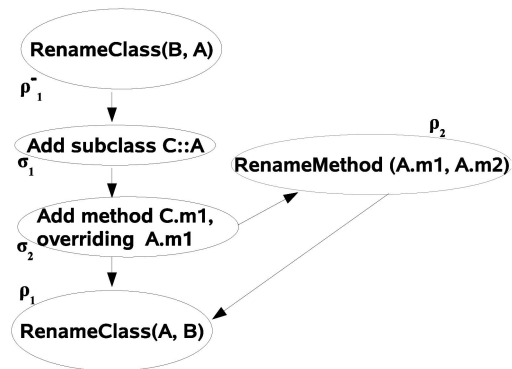 RenameClass(B, A)
ρ⁻₁
Add subclass C::A
σ₁
ρ₂
RenameMethod (A.m1, A.m2)
Add method C.m1,
overriding A.m1
σ₂
ρ₁
RenameClass(A, B)